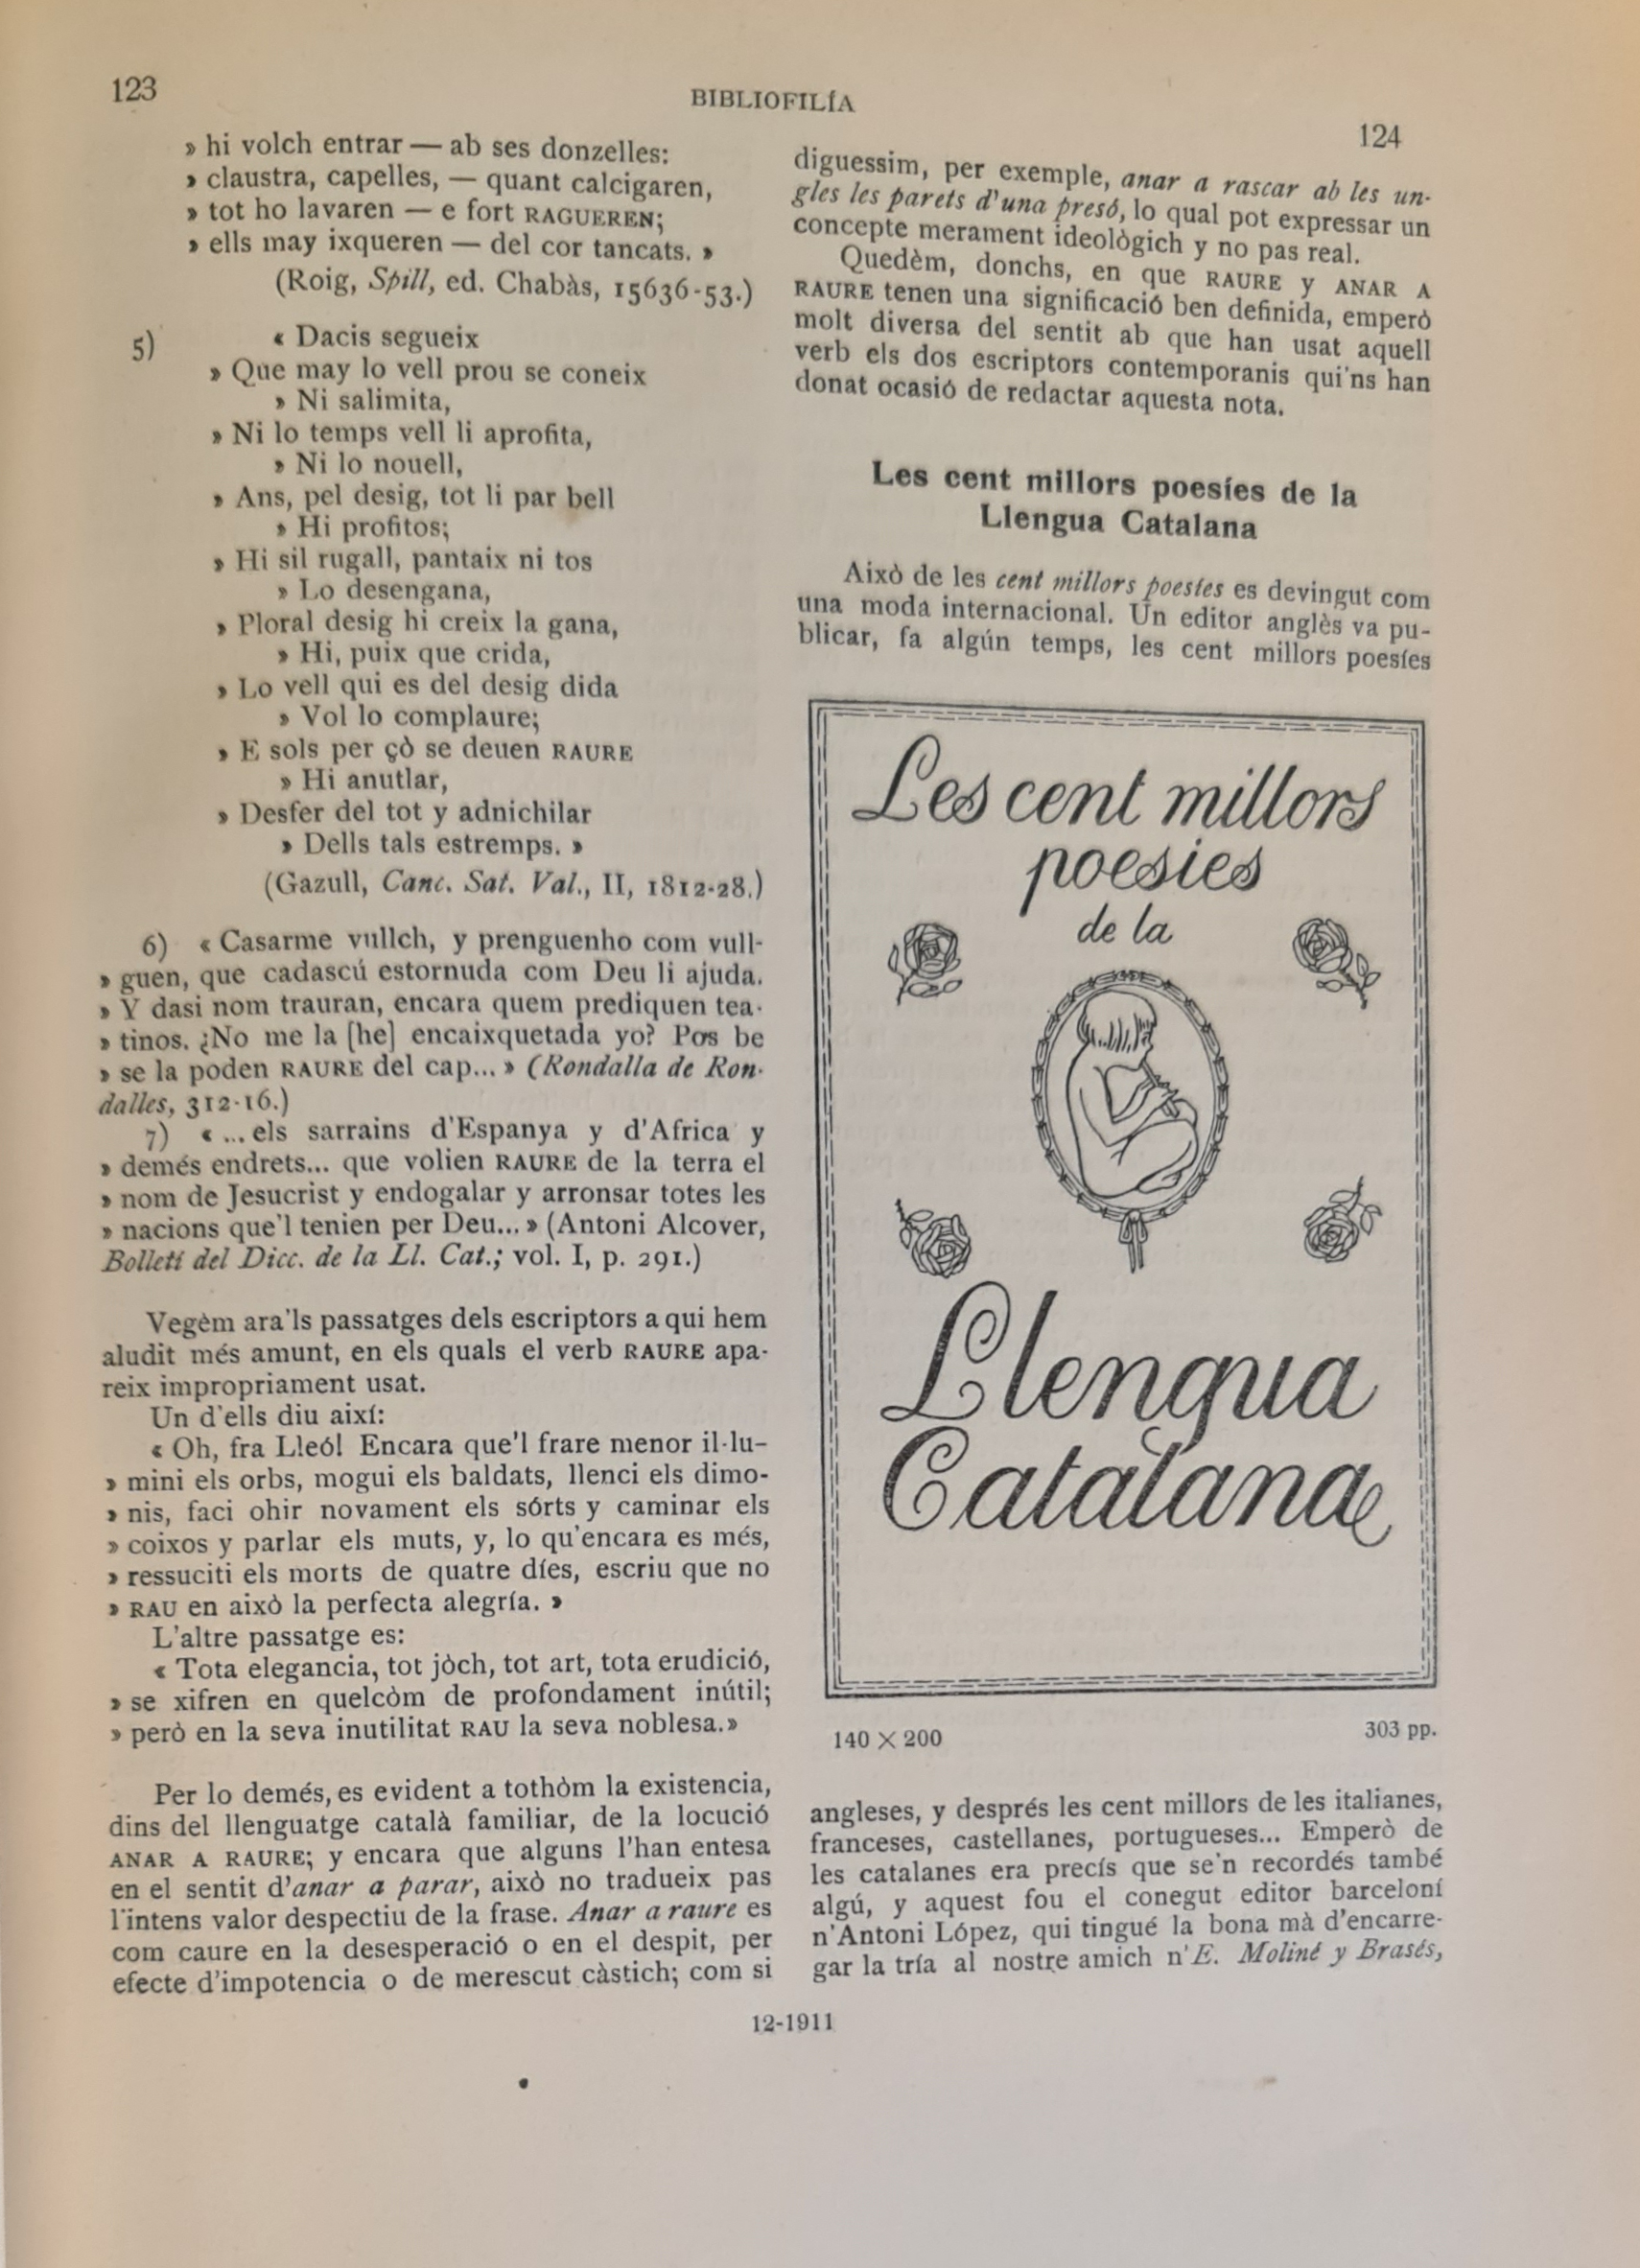 123
BIBLIOFILÍA
124
» hi volch entrar — ab ses donzelles:
» claustra, capelles, — quant calcigaren,
» tot ho lavaren — e fort RAGUEREN;
» ells may ixqueren — del cor tancats. »
(Roig, Spill, ed. Chabàs, 15636-53.)
5) « Dacis segueix
» Que may lo vell prou se coneix
» Ni salimita,
» Ni lo temps vell li aprofita,
» Ni lo nouell,
» Ans, pel desig, tot li par bell
» Hi profitos;
» Hi sil rugall, pantaix ni tos
» Lo desengana,
» Ploral desig hi creix la gana,
» Hi, puix que crida,
» Lo vell qui es del desig dida
» Vol lo complaure;
» E sols per çò se deuen RAURE
» Hi anutlar,
» Desfer del tot y adnichilar
» Dells tals estremps. »
(Gazull, Canc. Sat. Val., II, 1812-28.)
6) « Casarme vullch, y prenguenho com vull-
» guen, que cadascú estornuda com Deu li ajuda.
» Y dasi nom trauran, encara quem prediquen tea-
» tinos. ¿No me la [he] encaixquetada yo? Pos be
» se la poden RAURE del cap... » (Rondalla de Ron-
dalles, 312-16.)
7) « ... els sarrains d'Espanya y d'Africa y
» demés endrets... que volien RAURE de la terra el
» nom de Jesucrist y endogalar y arronsar totes les
» nacions que'l tenien per Deu... » (Antoni Alcover,
Bolletí del Dicc. de la Ll. Cat.; vol. I, p. 291.)
Vegèm ara'ls passatges dels escriptors a qui hem
aludit més amunt, en els quals el verb RAURE apa-
reix impropriament usat.
Un d'ells diu així:
« Oh, fra Lleó! Encara que'l frare menor il·lu-
» mini els orbs, mogui els baldats, llenci els dimo-
» nis, faci ohir novament els sórts y caminar els
» coixos y parlar els muts, y, lo qu'encara es més,
» ressuciti els morts de quatre díes, escriu que no
» RAU en això la perfecta alegría. »
L'altre passatge es:
« Tota elegancia, tot jòch, tot art, tota erudició,
» se xifren en quelcòm de profondament inútil;
» però en la seva inutilitat RAU la seva noblesa.»
Per lo demés, es evident a tothòm la existencia,
dins del llenguatge català familiar, de la locució
ANAR A RAURE; y encara que alguns l'han entesa
en el sentit d'anar a parar, això no tradueix pas
l'intens valor despectiu de la frase. Anar a raure es
com caure en la desesperació o en el despit, per
efecte d'impotencia o de merescut càstich; com si
diguessim, per exemple, anar a rascar ab les un-
gles les parets d'una presó, lo qual pot expressar un
concepte merament ideològich y no pas real.
Quedèm, donchs, en que RAURE y ANAR A
RAURE tenen una significació ben definida, emperò
molt diversa del sentit ab que han usat aquell
verb els dos escriptors contemporanis qui'ns han
donat ocasió de redactar aquesta nota.
Les cent millors poesíes de la
Llengua Catalana
Això de les cent millors poesíes es devingut com
una moda internacional. Un editor anglès va pu-
blicar, fa algún temps, les cent millors poesíes
Les cent millors
poesies
de la
Llengua
Catalana
140 × 200
303 pp.
angleses, y després les cent millors de les italianes,
franceses, castellanes, portugueses... Emperò de
les catalanes era precís que se'n recordés també
algú, y aquest fou el conegut editor barceloní
n'Antoni López, qui tingué la bona mà d'encarre-
gar la tría al nostre amich n'E. Moliné y Brasés,
12-1911